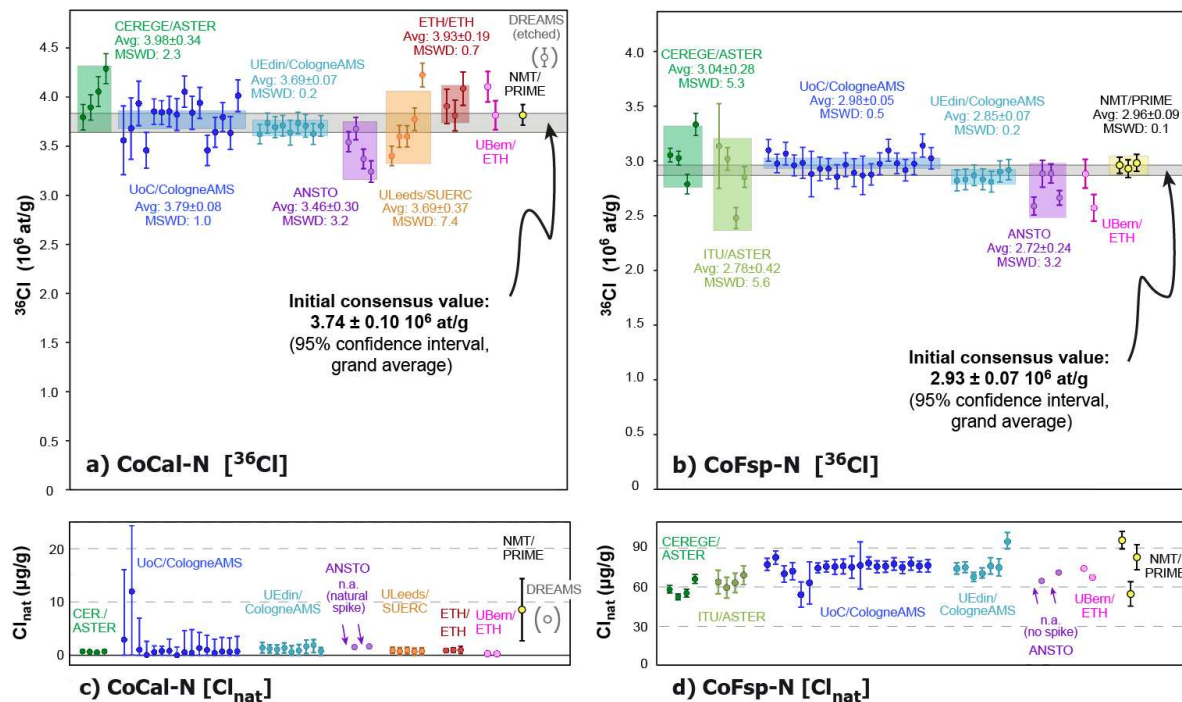 CEREGE/ASTER
Avg: 3.98±0.34
MSWD: 2.3
UEdin/CologneAMS
Avg: 3.69±0.07
MSWD: 0.2
ETH/ETH
Avg: 3.93±0.19
MSWD: 0.7
DREAMS
(etched)
NMT/
PRIME
UBern/
ETH
UoC/CologneAMS
Avg: 3.79±0.08
MSWD: 1.0
ANSTO
Avg: 3.46±0.30
MSWD: 3.2
ULeeds/SUERC
Avg: 3.69±0.37
MSWD: 7.4
Initial consensus value:
3.74 ± 0.10 10⁶ at/g
(95% confidence interval,
grand average)
³⁶Cl (10⁶ at/g)
4.5
4.0
3.5
3.0
2.5
2.0
1.5
1.0
0.5
0
a) CoCal-N [³⁶Cl]
CEREGE/ASTER
Avg: 3.04±0.28
MSWD: 5.3
UoC/CologneAMS
Avg: 2.98±0.05
MSWD: 0.5
UEdin/CologneAMS
Avg: 2.85±0.07
MSWD: 0.2
NMT/PRIME
Avg: 2.96±0.09
MSWD: 0.1
ITU/ASTER
Avg: 2.78±0.42
MSWD: 5.6
ANSTO
Avg: 2.72±0.24
MSWD: 3.2
UBern/
ETH
Initial consensus value:
2.93 ± 0.07 10⁶ at/g
(95% confidence interval,
grand average)
³⁶Cl (10⁶ at/g)
4.0
3.5
3.0
2.5
2.0
1.5
1.0
0.5
0
b) CoFsp-N [³⁶Cl]
Cl_nat (µg/g)
20
10
0
CER./
ASTER
UoC/CologneAMS
UEdin/
CologneAMS
ANSTO
n.a.
(natural
spike)
ULeeds/
SUERC
ETH/
ETH
UBern/
ETH
NMT/
PRIME
DREAMS
c) CoCal-N [Cl_nat]
Cl_nat (µg/g)
90
60
30
0
CEREGE/
ASTER
ITU/ASTER
UoC/CologneAMS
UEdin/
CologneAMS
n.a.
(no spike)
ANSTO
UBern/
ETH
NMT/
PRIME
d) CoFsp-N [Cl_nat]